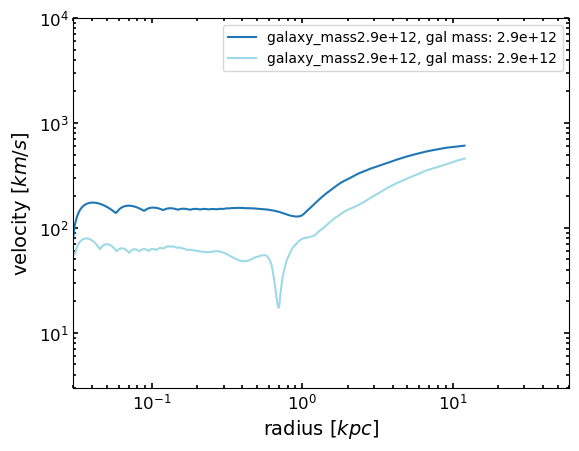 galaxy_mass2.9e+12, gal mass: 2.9e+12
galaxy_mass2.9e+12, gal mass: 2.9e+12
10⁴
10³
10²
10¹
velocity [km/s]
10⁻¹
10⁰
10¹
radius [kpc]